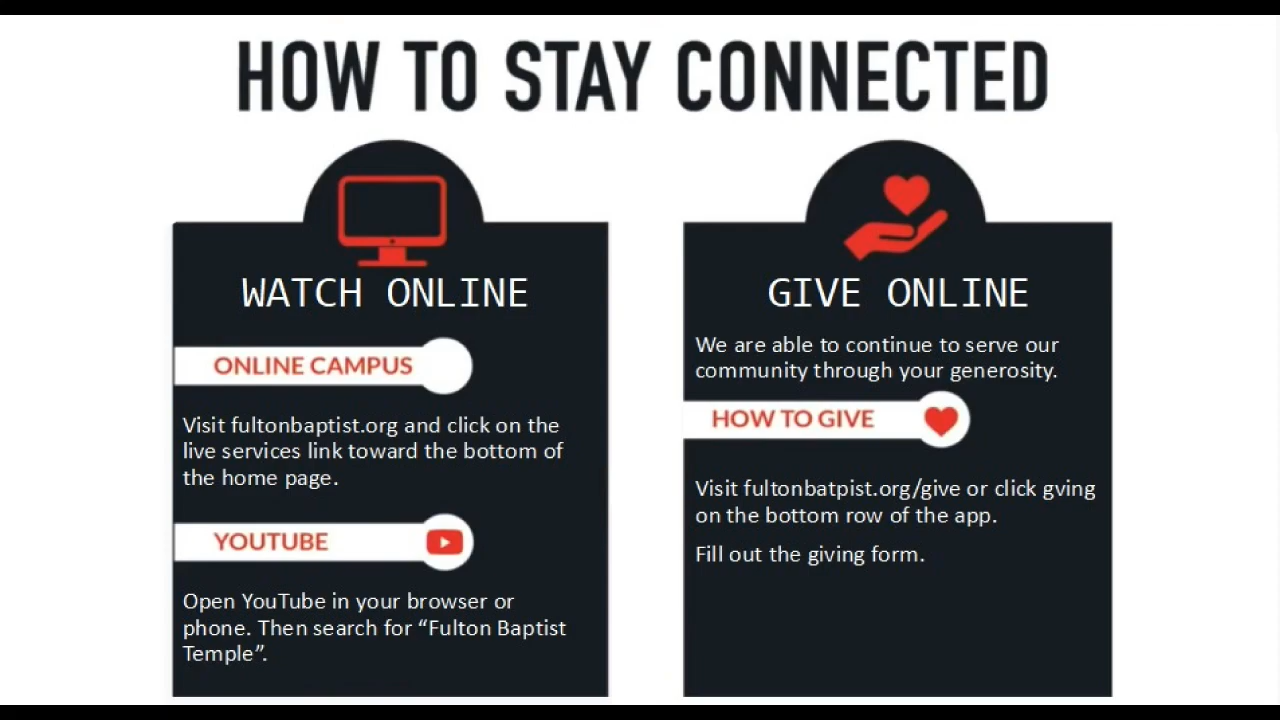 HOW TO STAY CONNECTED
WATCH ONLINE
ONLINE CAMPUS
Visit fultonbaptist.org and click on the
live services link toward the bottom of
the home page.
YOUTUBE
Open YouTube in your browser or
phone. Then search for “Fulton Baptist
Temple”.
GIVE ONLINE
We are able to continue to serve our
community through your generosity.
HOW TO GIVE
Visit fultonbatpist.org/give or click gving
on the bottom row of the app.
Fill out the giving form.